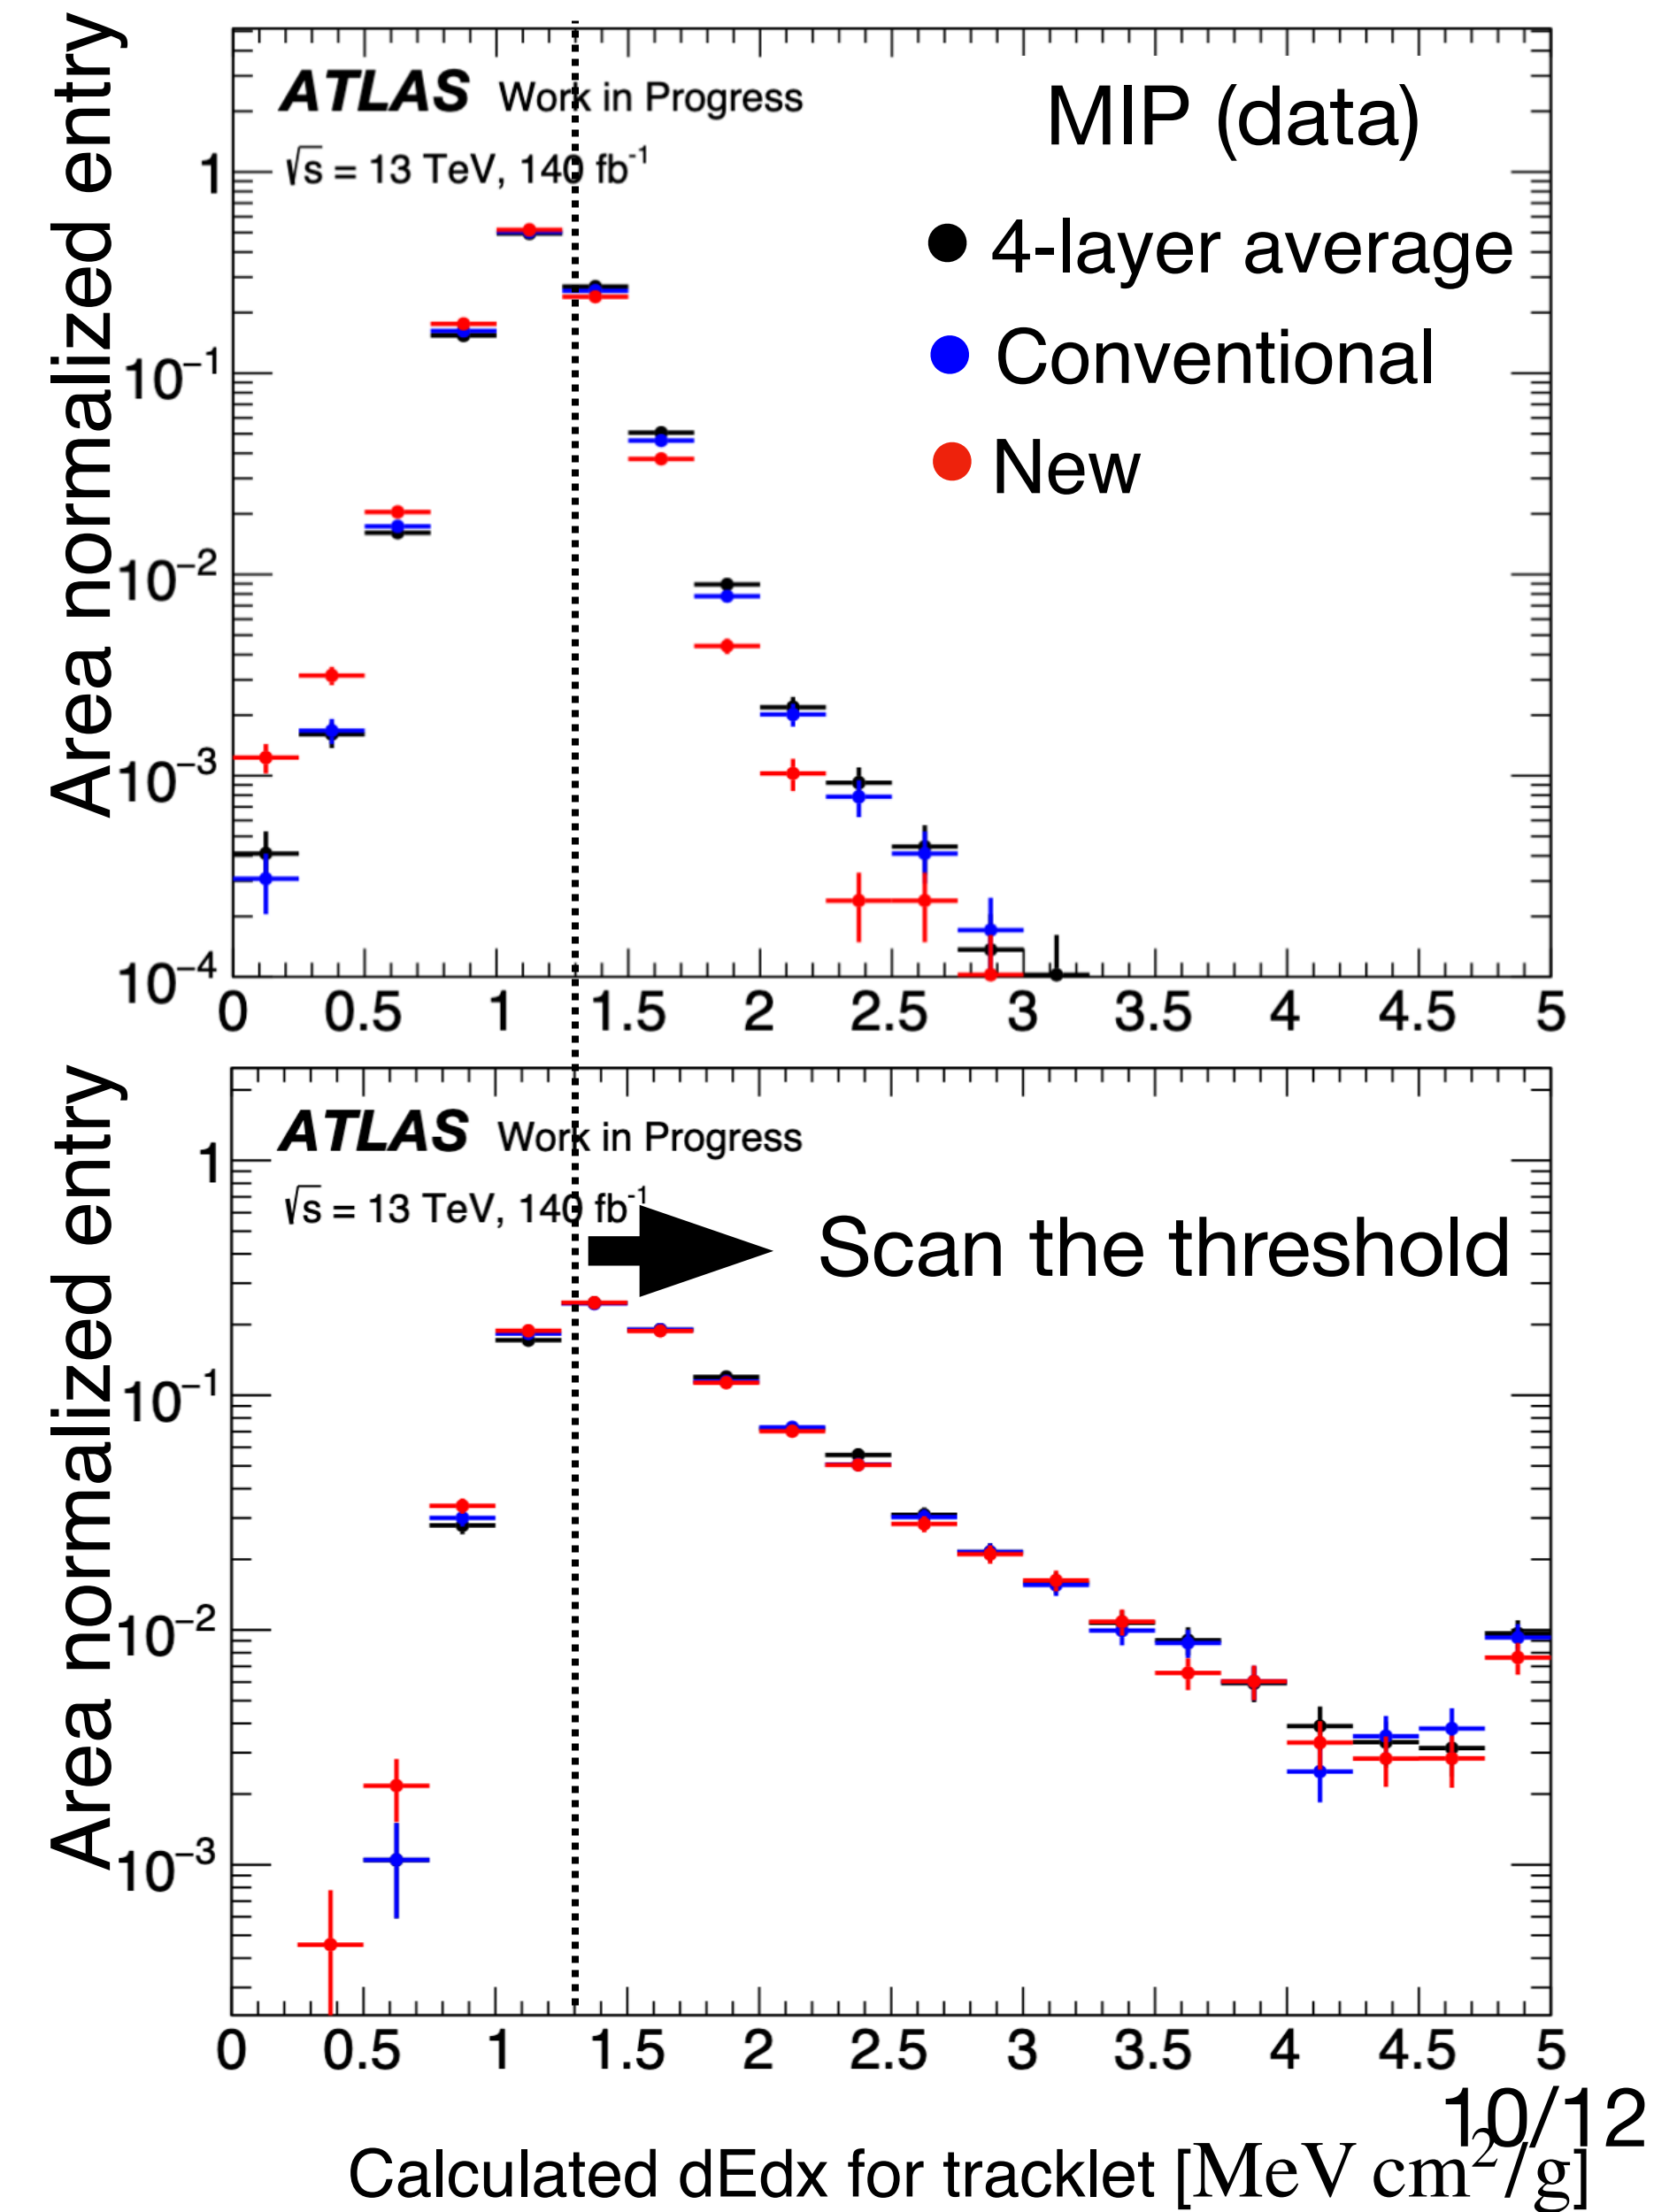 Area normalized entry
ATLAS Work in Progress
√s = 13 TeV, 140 fb⁻¹
MIP (data)
4-layer average
Conventional
New
1
10⁻¹
10⁻²
10⁻³
10⁻⁴
0 0.5 1 1.5 2 2.5 3 3.5 4 4.5 5
Area normalized entry
ATLAS Work in Progress
√s = 13 TeV, 140 fb⁻¹
Scan the threshold
1
10⁻¹
10⁻²
10⁻³
0 0.5 1 1.5 2 2.5 3 3.5 4 4.5 5
10/12
Calculated dEdx for tracklet [MeV cm²/g]